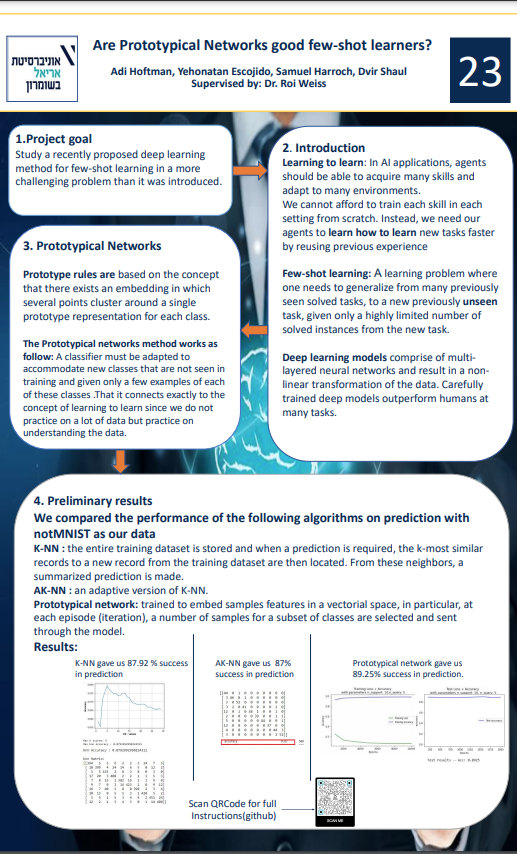 אוניברסיטת
אריאל
בשומרון
Are Prototypical Networks good few-shot learners?
Adi Hoftman, Yehonatan Escojido, Samuel Harroch, Dvir Shaul
Supervised by: Dr. Roi Weiss
23
1.Project goal
Study a recently proposed deep learning
method for few-shot learning in a more
challenging problem than it was introduced.
2. Introduction
Learning to learn: In AI applications, agents
should be able to acquire many skills and
adapt to many environments.
We cannot afford to train each skill in each
setting from scratch. Instead, we need our
agents to learn how to learn new tasks faster
by reusing previous experience
Few-shot learning: A learning problem where
one needs to generalize from many previously
seen solved tasks, to a new previously unseen
task, given only a highly limited number of
solved instances from the new task.
Deep learning models comprise of multi-
layered neural networks and result in a non-
linear transformation of the data. Carefully
trained deep models outperform humans at
many tasks.
3. Prototypical Networks
Prototype rules are based on the concept
that there exists an embedding in which
several points cluster around a single
prototype representation for each class.
The Prototypical networks method works as
follow: A classifier must be adapted to
accommodate new classes that are not seen in
training and given only a few examples of each
of these classes .That it connects exactly to the
concept of learning to learn since we do not
practice on a lot of data but practice on
understanding the data.
4. Preliminary results
We compared the performance of the following algorithms on prediction with
notMNIST as our data
K-NN : the entire training dataset is stored and when a prediction is required, the k-most similar
records to a new record from the training dataset are then located. From these neighbors, a
summarized prediction is made.
AK-NN : an adaptive version of K-NN.
Prototypical network: trained to embed samples features in a vectorial space, in particular, at
each episode (iteration), a number of samples for a subset of classes are selected and sent
through the model.
Results:
K-NN gave us 87.92 % success
in prediction
AK-NN gave us 87%
success in prediction
Prototypical network gave us
89.25% success in prediction.
Scan QRCode for full
Instructions(github)
SCAN ME